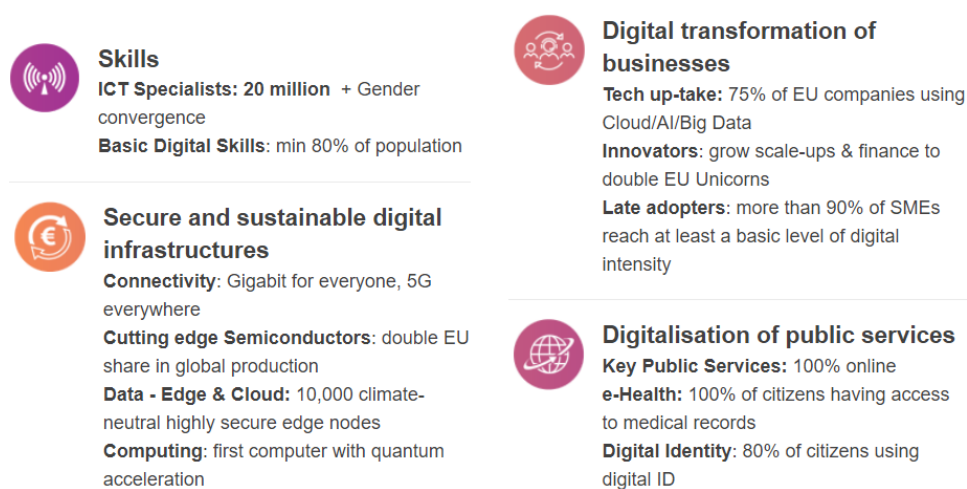 Skills
ICT Specialists: 20 million + Gender
convergence
Basic Digital Skills: min 80% of population
Secure and sustainable digital
infrastructures
Connectivity: Gigabit for everyone, 5G
everywhere
Cutting edge Semiconductors: double EU
share in global production
Data - Edge & Cloud: 10,000 climate-
neutral highly secure edge nodes
Computing: first computer with quantum
acceleration
Digital transformation of
businesses
Tech up-take: 75% of EU companies using
Cloud/AI/Big Data
Innovators: grow scale-ups & finance to
double EU Unicorns
Late adopters: more than 90% of SMEs
reach at least a basic level of digital
intensity
Digitalisation of public services
Key Public Services: 100% online
e-Health: 100% of citizens having access
to medical records
Digital Identity: 80% of citizens using
digital ID